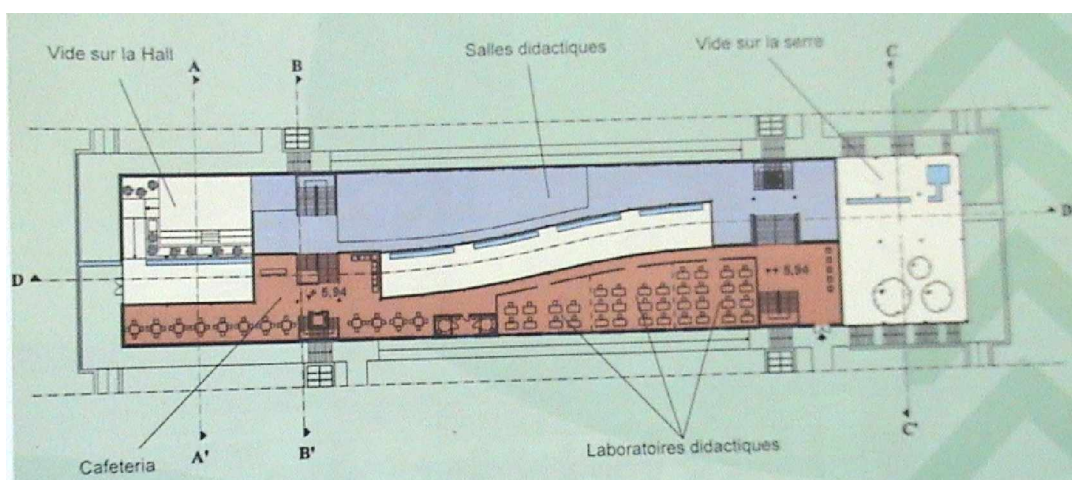 Vide sur la Hall
Salles didactiques
Vide sur la serre
A
B
C
D
D
5,94
5,94
Cafeteria
A'
B'
Laboratoires didactiques
C'